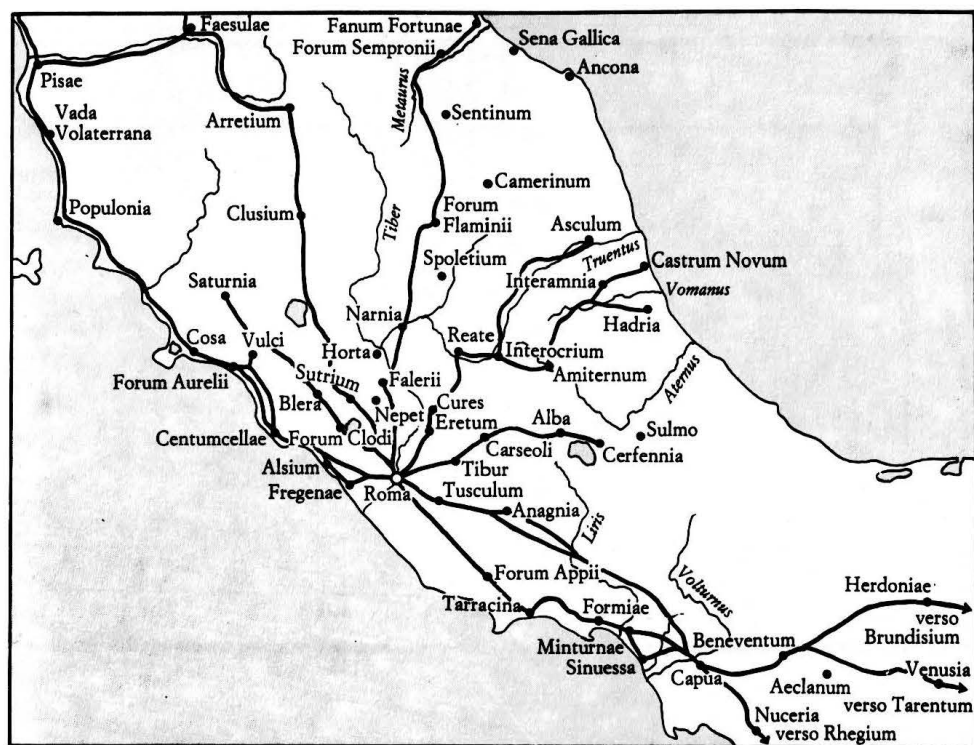 Faesulae
Fanum Fortunae
Forum Sempronii
Sena Gallica
Pisae
Ancona
Metaurus
Vada
Volaterrana
Arretium
Sentinum
Camerinum
Populonia
Clusium
Tiber
Forum
Flaminii
Asculum
Truentus
Spoletium
Castrum Novum
Saturnia
Interamnia
Vomanus
Narnia
Hadria
Cosa
Vulci
Reate
Horta
Interocrium
Forum Aurelii
Sutrium
Falerii
Amiternum
Aternus
Blera
Nepet
Cures
Eretum
Alba
Centumcellae
Forum Clodi
Sulmo
Carseoli
Cerfennia
Alsium
Tibur
Fregenae
Roma
Tusculum
Anagnia
Liris
Forum Appii
Volturnus
Herdoniae
Tarracina
Formiae
verso
Brundisium
Minturnae
Beneventum
Sinuessa
Venusia
Capua
Aeclanum
verso Tarentum
Nuceria
verso Rhegium